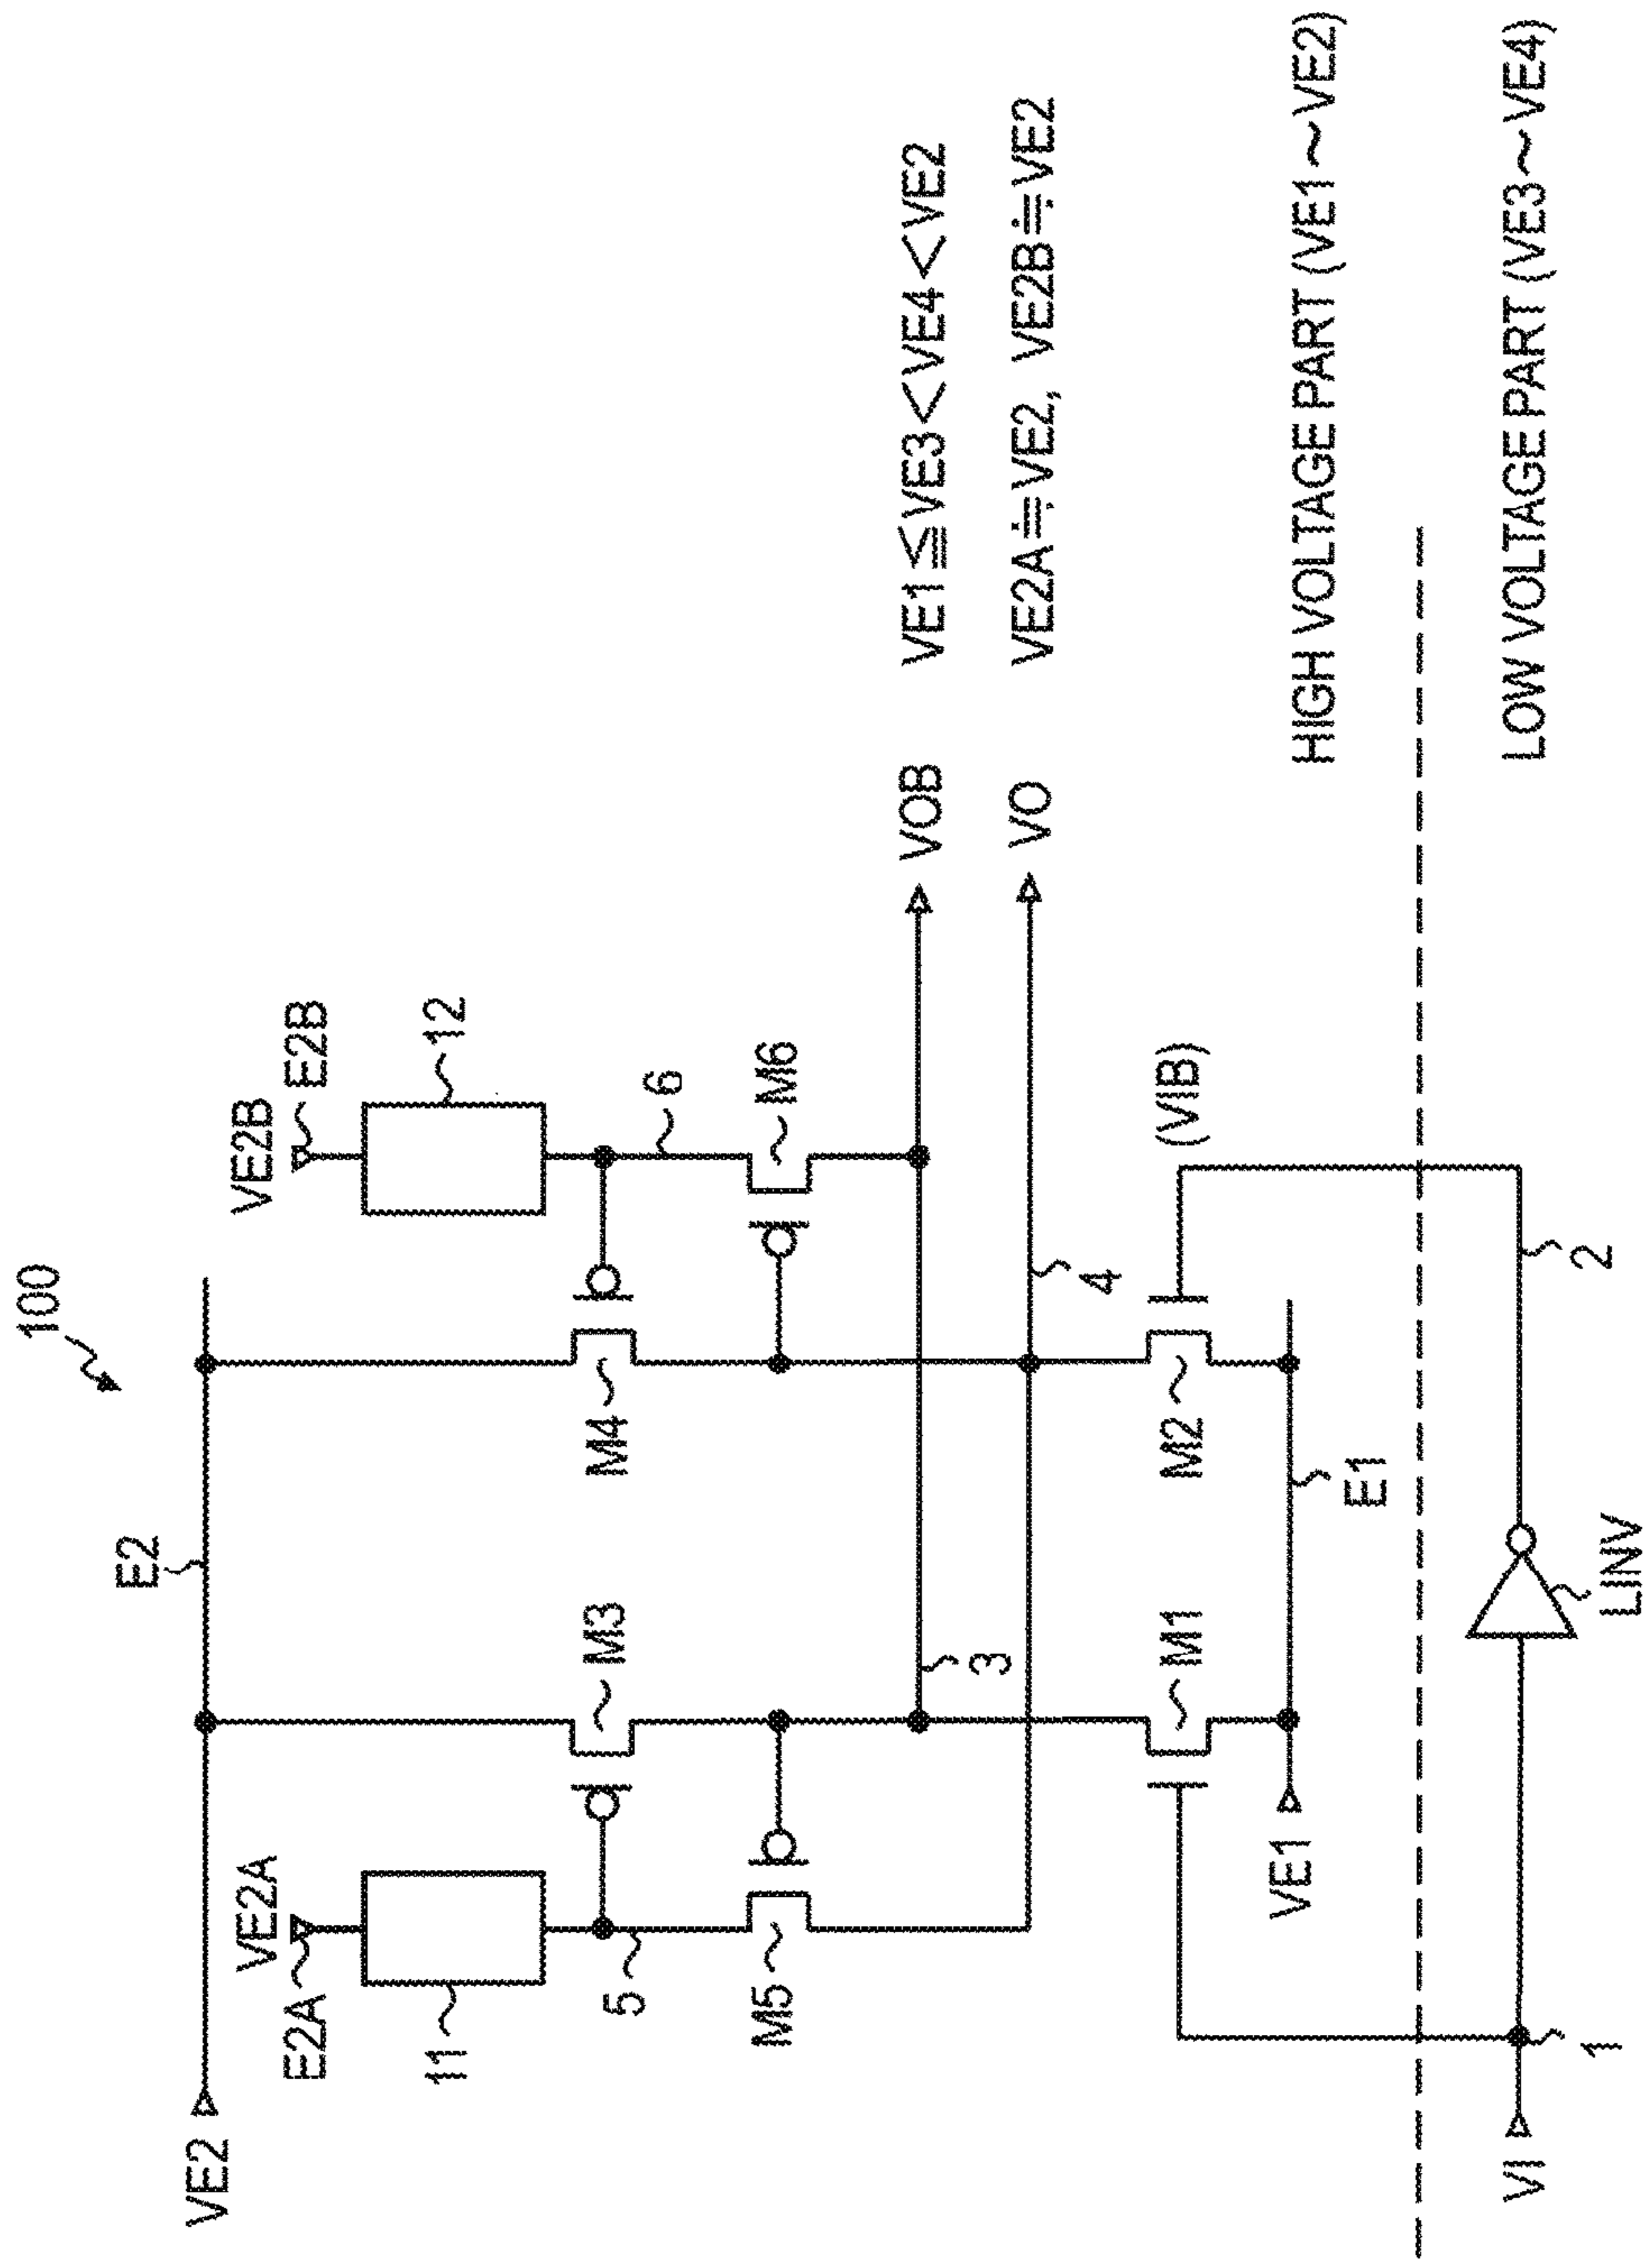 100
E2
VE2
VE2A
E2A
VE2B
E2B
11
12
M3
M4
5
6
M5
M6
VOB
VE1≦VE3<VE4<VE2
3
VO
VE2A≒VE2, VE2B≒VE2
4
M1
M2
(VIB)
VE1
E1
HIGH VOLTAGE PART (VE1~VE2)
VI
1
LINV
2
LOW VOLTAGE PART (VE3~VE4)